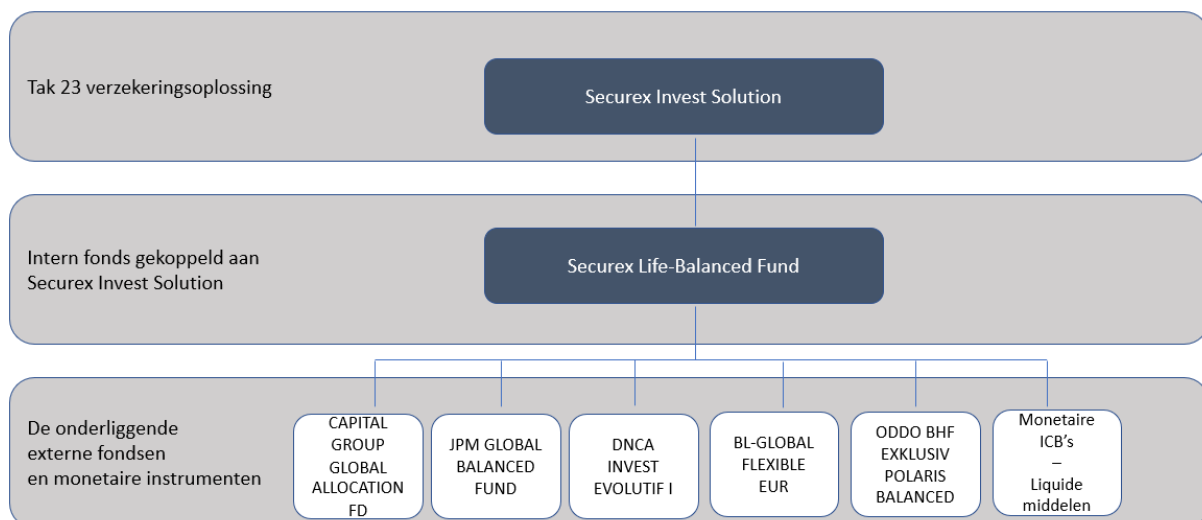 Tak 23 verzekeringsoplossing
Securex Invest Solution
Intern fonds gekoppeld aan
Securex Invest Solution
Securex Life-Balanced Fund
De onderliggende
externe fondsen
en monetaire instrumenten
CAPITAL
GROUP
GLOBAL
ALLOCATION
FD
JPM GLOBAL
BALANCED
FUND
DNCA
INVEST
EVOLUTIF I
BL-GLOBAL
FLEXIBLE
EUR
ODDO BHF
EXKLUSIV
POLARIS
BALANCED
Monetaire
ICB’s
–
Liquide
middelen